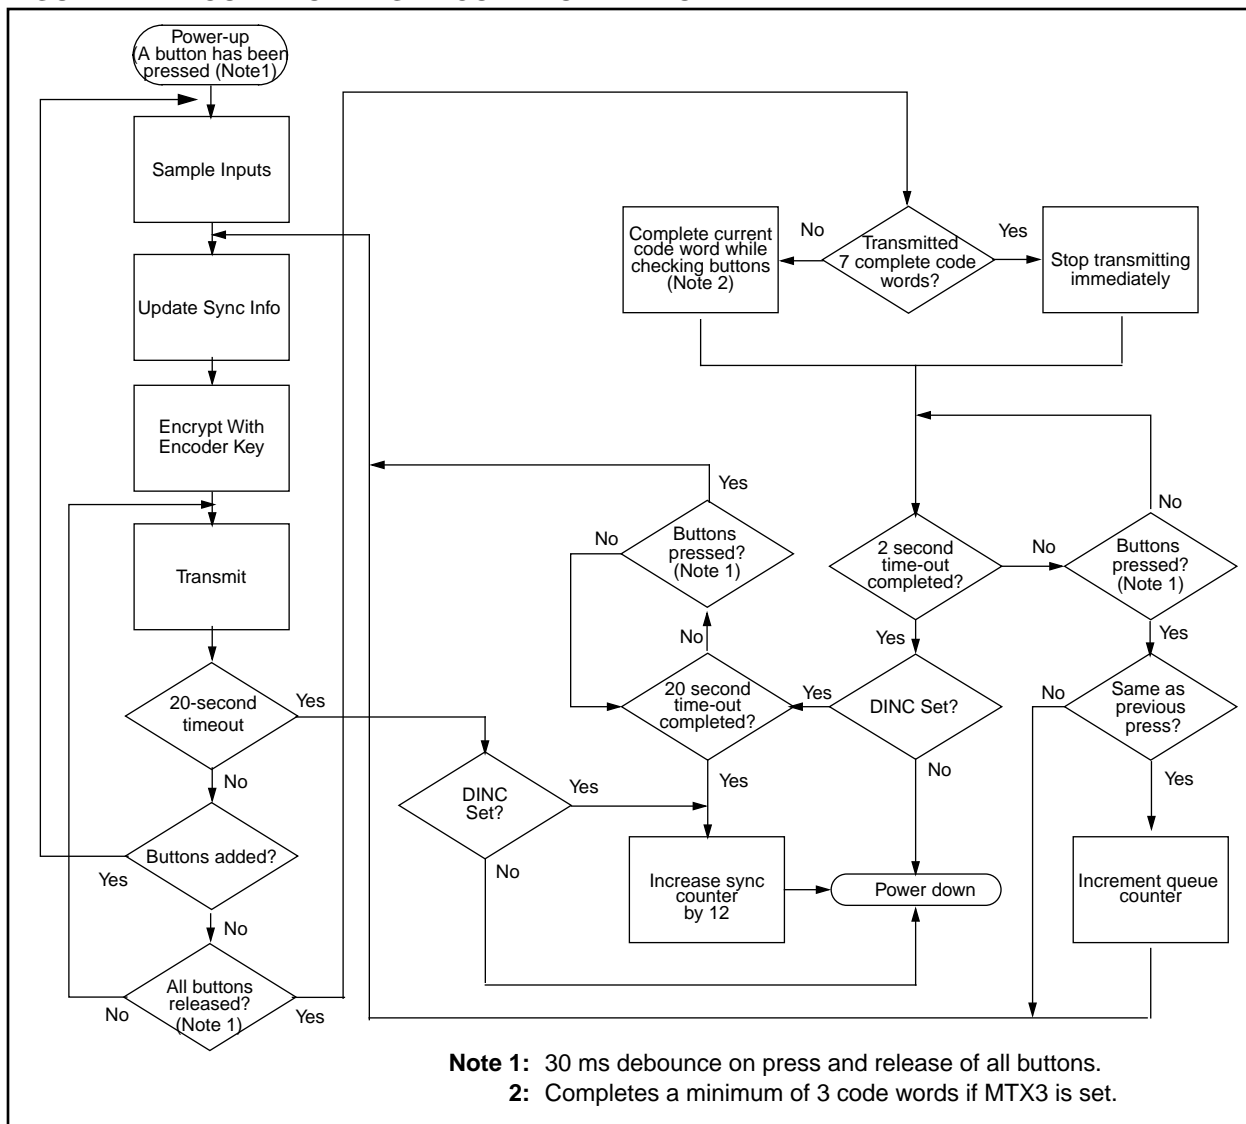 Power-up
(A button has been
pressed (Note1)
Sample Inputs
Update Sync Info
Encrypt With
Encoder Key
Transmit
20-second
timeout
Yes
No
Buttons added?
Yes
No
All buttons
released?
(Note 1)
No
Yes
Complete current
code word while
checking buttons
(Note 2)
No
Transmitted
7 complete code
words?
Yes
Stop transmitting
immediately
Yes
No
Buttons
pressed?
(Note 1)
No
2 second
time-out
completed?
No
Buttons
pressed?
(Note 1)
No
Yes
Yes
20 second
time-out
completed?
Yes
DINC Set?
No
Same as
previous
press?
No
Yes
Yes
DINC
Set?
Yes
No
Increase sync
counter
by 12
Power down
Increment queue
counter
Note 1: 30 ms debounce on press and release of all buttons.
2: Completes a minimum of 3 code words if MTX3 is set.